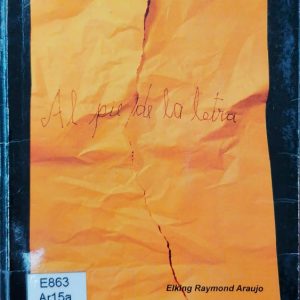 Al pie de la letra
Elking Raymond Araujo
E863
Ar15a